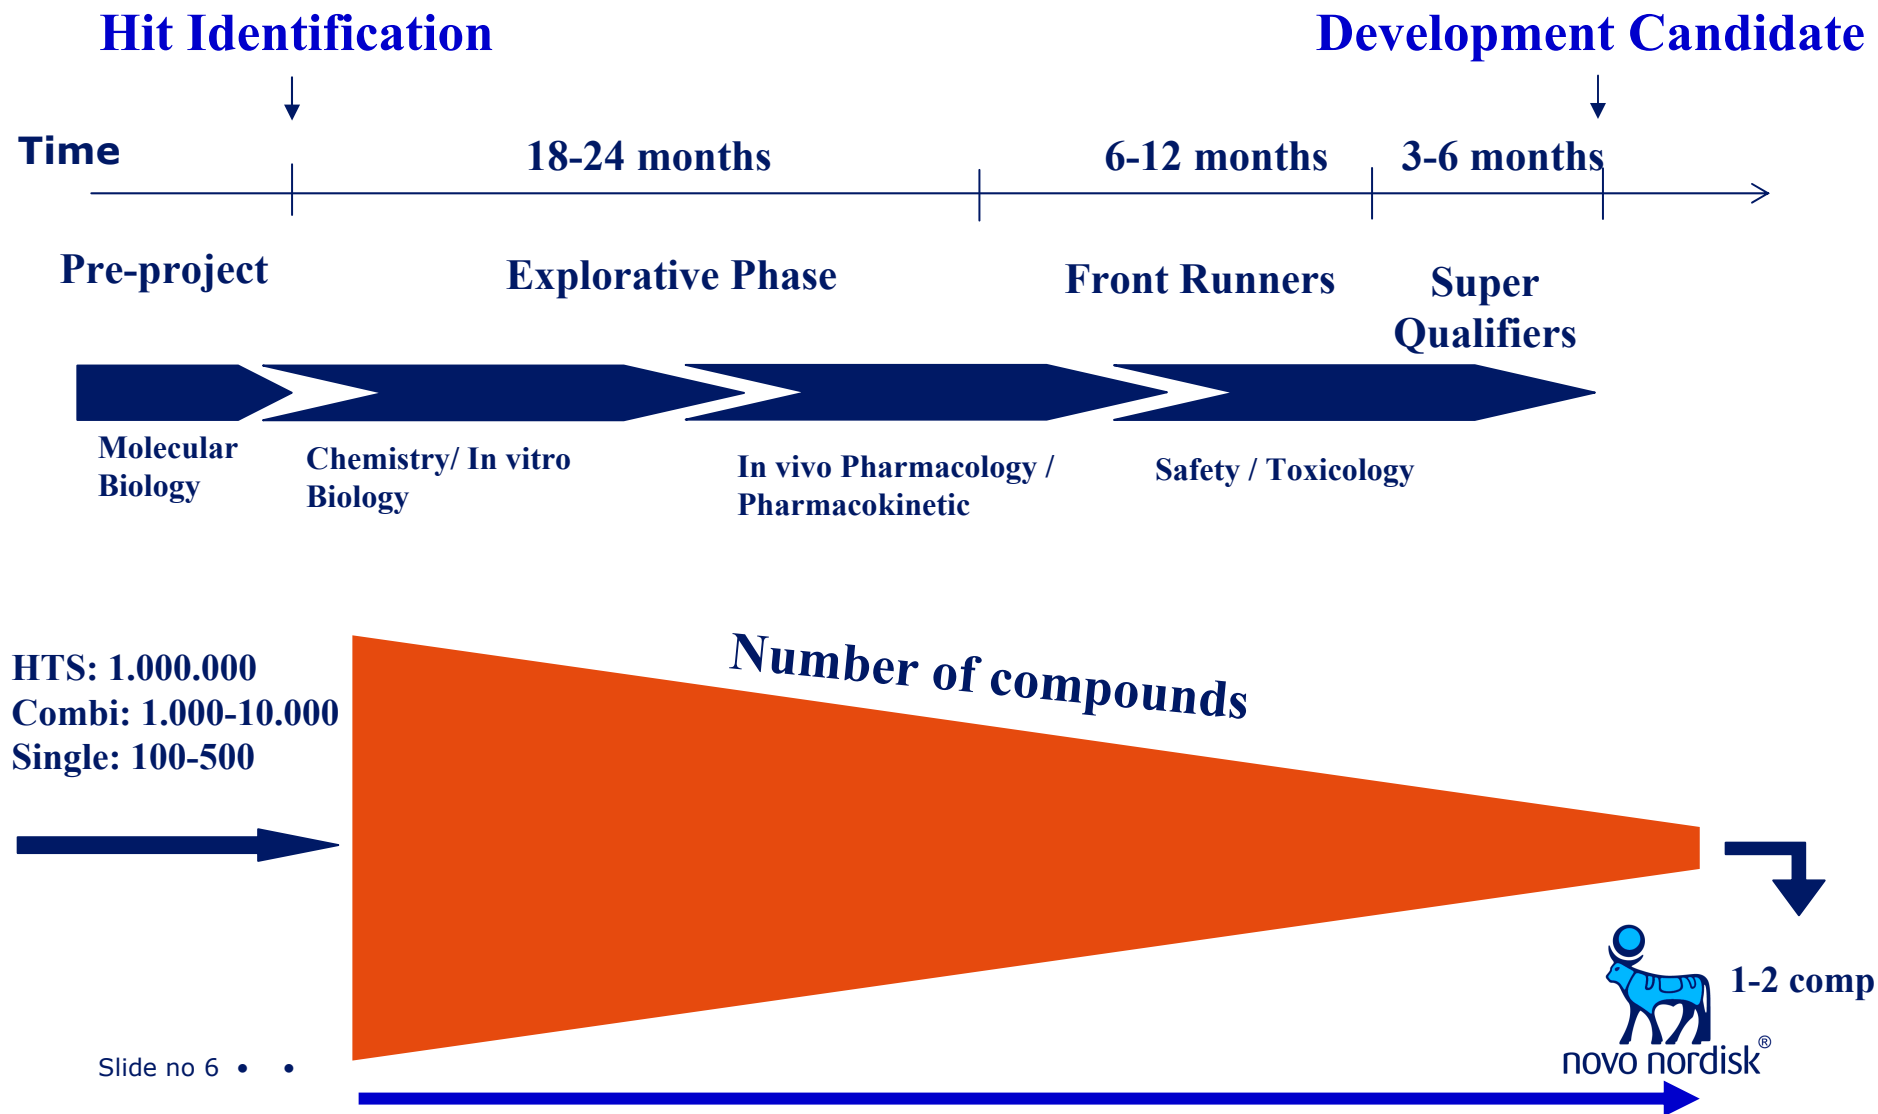 Hit Identification
Development Candidate
Time
18-24 months
6-12 months
3-6 months
Pre-project
Explorative Phase
Front Runners
Super
Qualifiers
Molecular
Biology
Chemistry/ In vitro
Biology
In vivo Pharmacology /
Pharmacokinetic
Safety / Toxicology
Number of compounds
HTS: 1.000.000
Combi: 1.000-10.000
Single: 100-500
1-2 comp
novo nordisk®
Slide no 6 • •